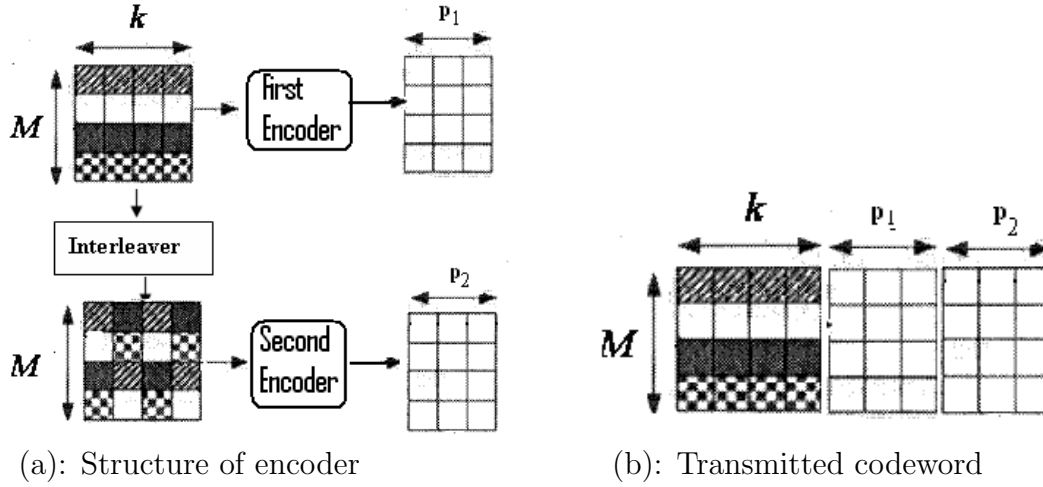 k
p1
M
First
Encoder
Interleaver
p2
M
Second
Encoder
k
p1
p2
M
(a): Structure of encoder
(b): Transmitted codeword